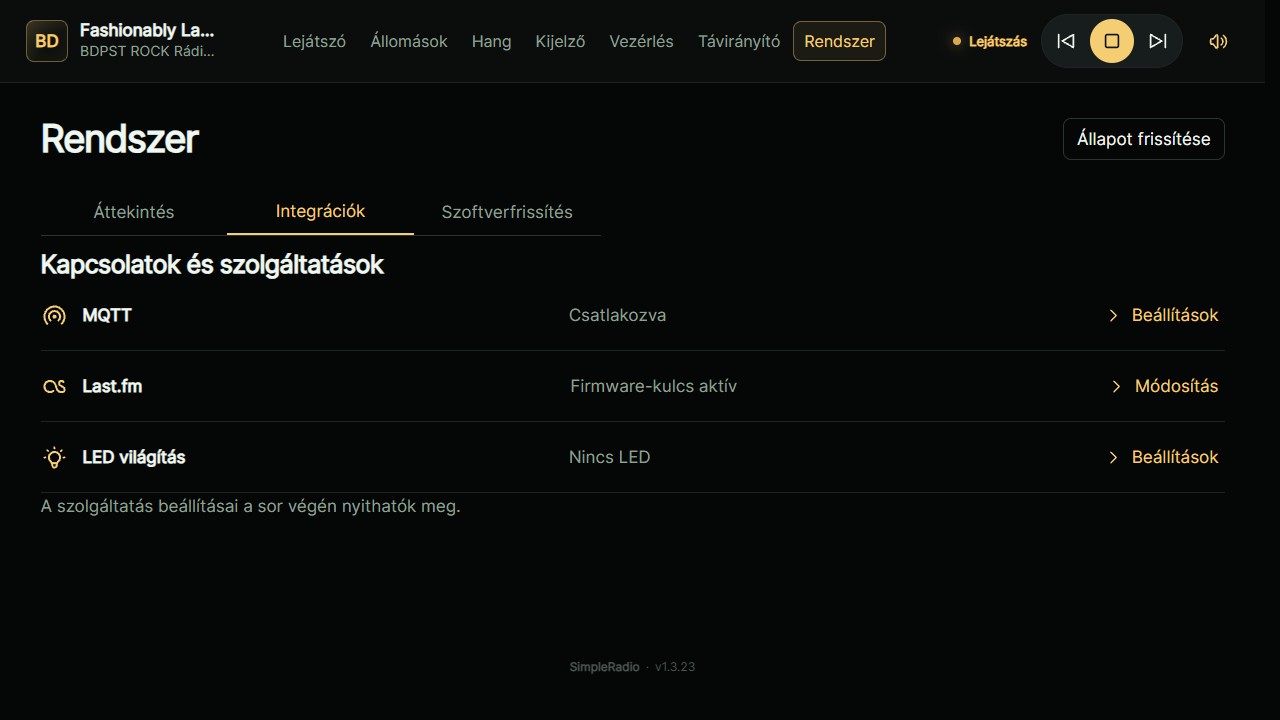 BD
Fashionably La...
BDPST ROCK Rádi...
Lejátszó
Állomások
Hang
Kijelző
Vezérlés
Távirányító
Rendszer
Lejátszás
Rendszer
Állapot frissítése
Áttekintés
Integrációk
Szoftverfrissítés
Kapcsolatok és szolgáltatások
MQTT
Csatlakozva
Beállítások
Last.fm
Firmware-kulcs aktív
Módosítás
LED világítás
Nincs LED
Beállítások
A szolgáltatás beállításai a sor végén nyithatók meg.
SimpleRadio · v1.3.23